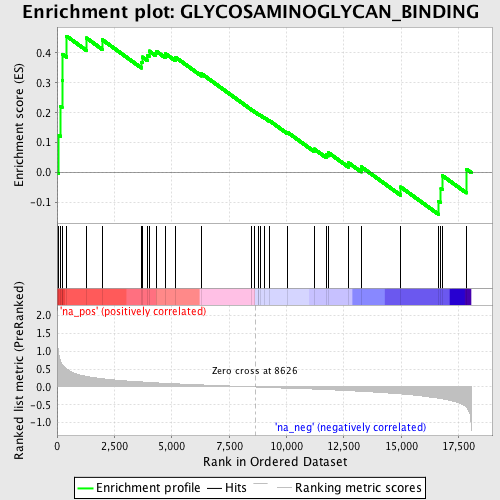 Enrichment plot: GLYCOSAMINOGLYCAN_BINDING
Enrichment score (ES)
0.4
0.3
0.2
0.1
0.0
-0.1
'na_pos' (positively correlated)
Ranked list metric (PreRanked)
2.0
1.5
1.0
0.5
0.0
-0.5
-1.0
Zero cross at 8626
'na_neg' (negatively correlated)
0 2,500 5,000 7,500 10,000 12,500 15,000 17,500
Rank in Ordered Dataset
Enrichment profile Hits Ranking metric scores